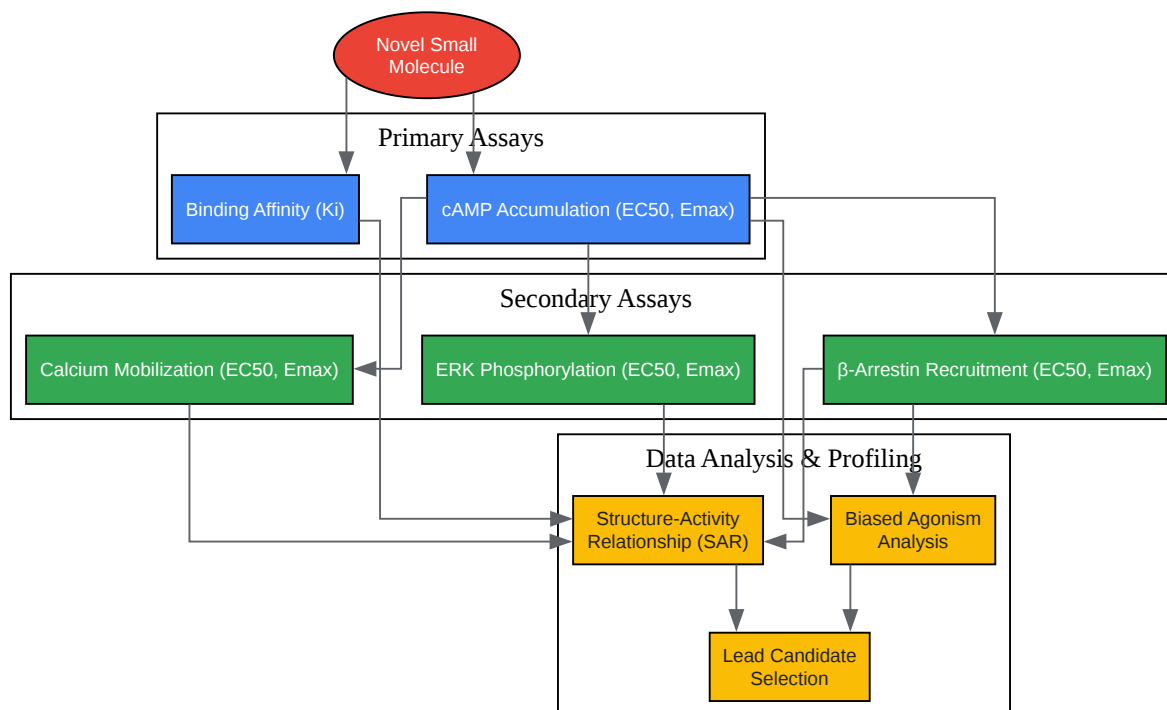 Novel Small
Molecule
Primary Assays
Binding Affinity (Ki)
cAMP Accumulation (EC50, Emax)
Secondary Assays
Calcium Mobilization (EC50, Emax)
ERK Phosphorylation (EC50, Emax)
β-Arrestin Recruitment (EC50, Emax)
Data Analysis & Profiling
Structure-Activity
Relationship (SAR)
Biased Agonism
Analysis
Lead Candidate
Selection